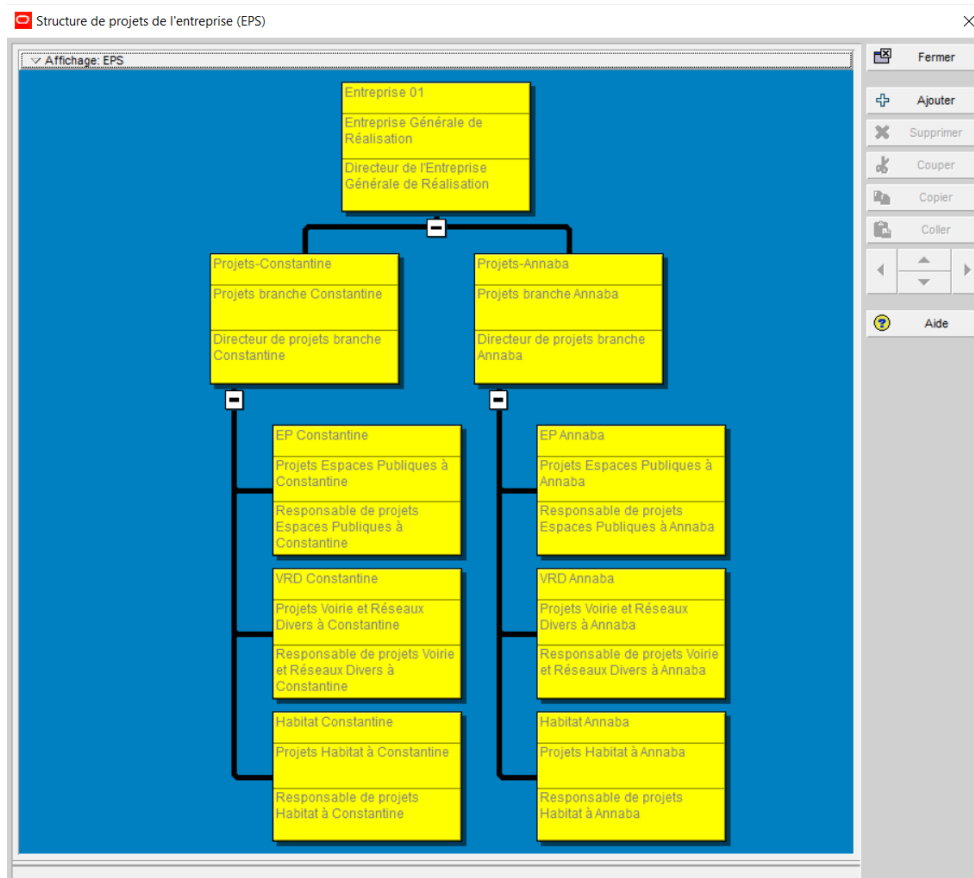 Structure de projets de l'entreprise (EPS)
Affichage: EPS
Entreprise 01
Entreprise Générale de
Réalisation
Directeur de l'Entreprise
Générale de Réalisation
Projets-Constantine
Projets branche Constantine
Directeur de projets branche
Constantine
Projets-Annaba
Projets branche Annaba
Directeur de projets branche
Annaba
EP Constantine
Projets Espaces Publiques à
Constantine
Responsable de projets
Espaces Publiques à
Constantine
VRD Constantine
Projets Voirie et Réseaux
Divers à Constantine
Responsable de projets Voirie
et Réseaux Divers à
Constantine
Habitat Constantine
Projets Habitat à Constantine
Responsable de projets
Habitat à Constantine
EP Annaba
Projets Espaces Publiques à
Annaba
Responsable de projets
Espaces Publiques à Annaba
VRD Annaba
Projets Voirie et Réseaux
Divers à Annaba
Responsable de projets Voirie
et Réseaux Divers à Annaba
Habitat Annaba
Projets Habitat à Annaba
Responsable de projets
Habitat à Annaba
Fermer
Ajouter
Supprimer
Couper
Copier
Coller
Aide